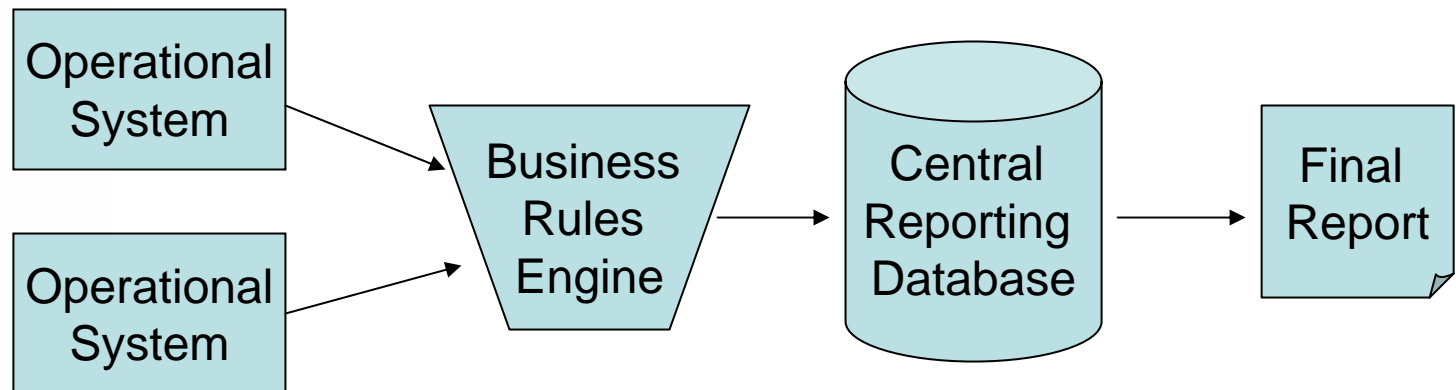 Operational
System
Operational
System
Business
Rules
Engine
Central
Reporting
Database
Final
Report